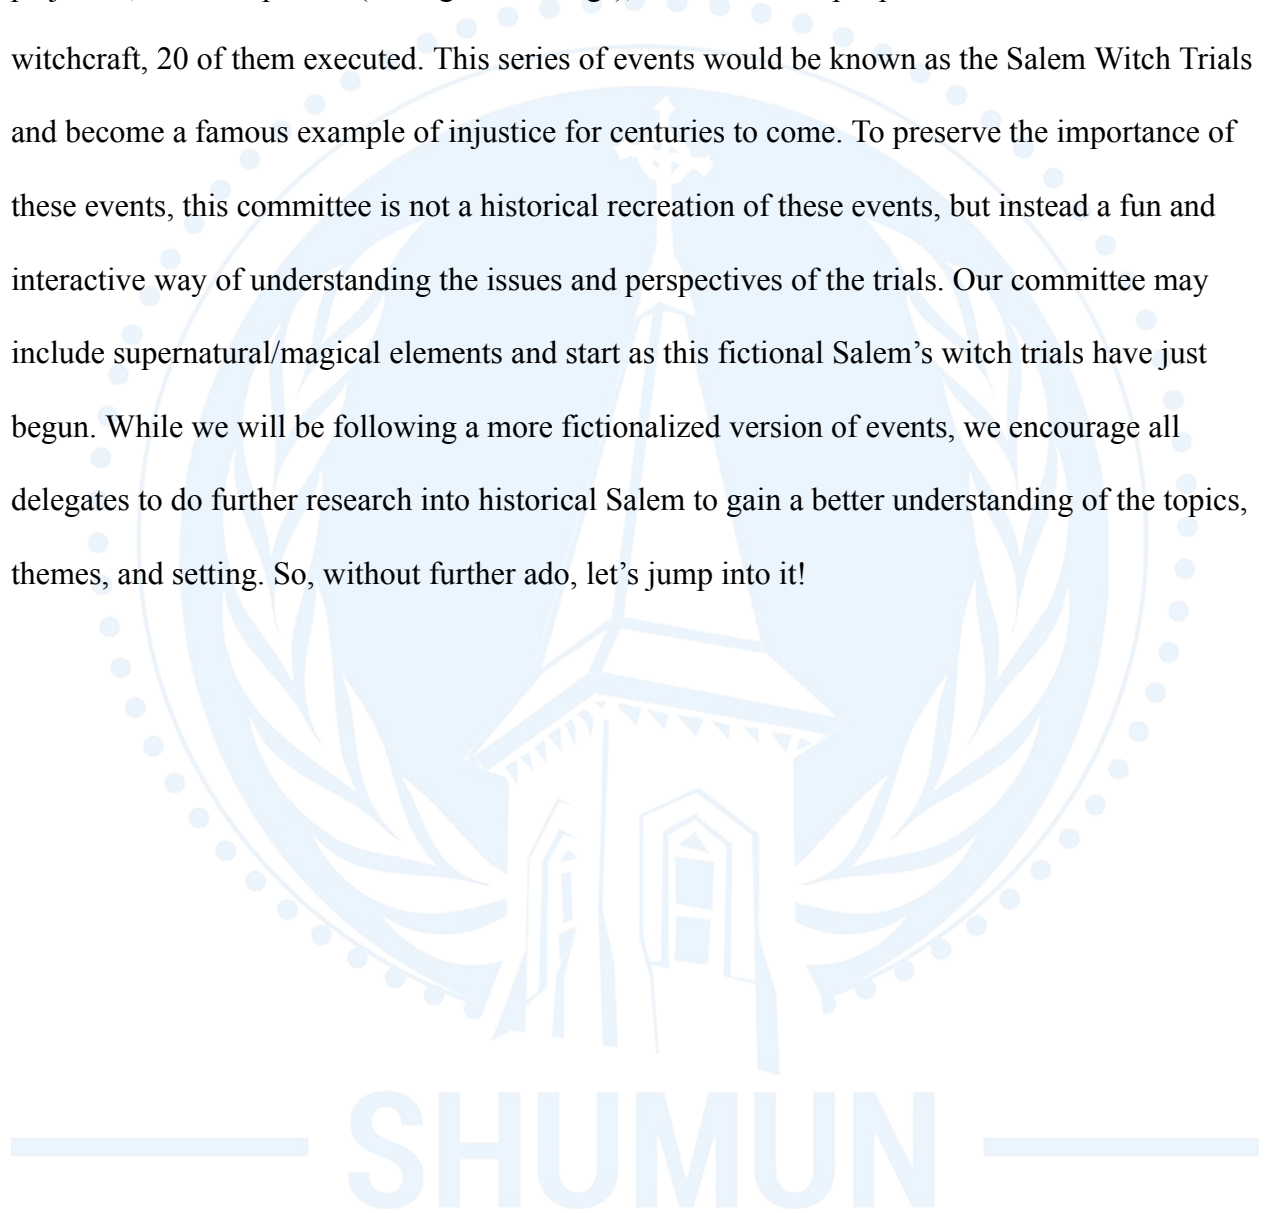 witchcraft, 20 of them executed. This series of events would be known as the Salem Witch Trials
and become a famous example of injustice for centuries to come. To preserve the importance of
these events, this committee is not a historical recreation of these events, but instead a fun and
interactive way of understanding the issues and perspectives of the trials. Our committee may
include supernatural/magical elements and start as this fictional Salem’s witch trials have just
begun. While we will be following a more fictionalized version of events, we encourage all
delegates to do further research into historical Salem to gain a better understanding of the topics,
themes, and setting. So, without further ado, let’s jump into it!
SHUMUN